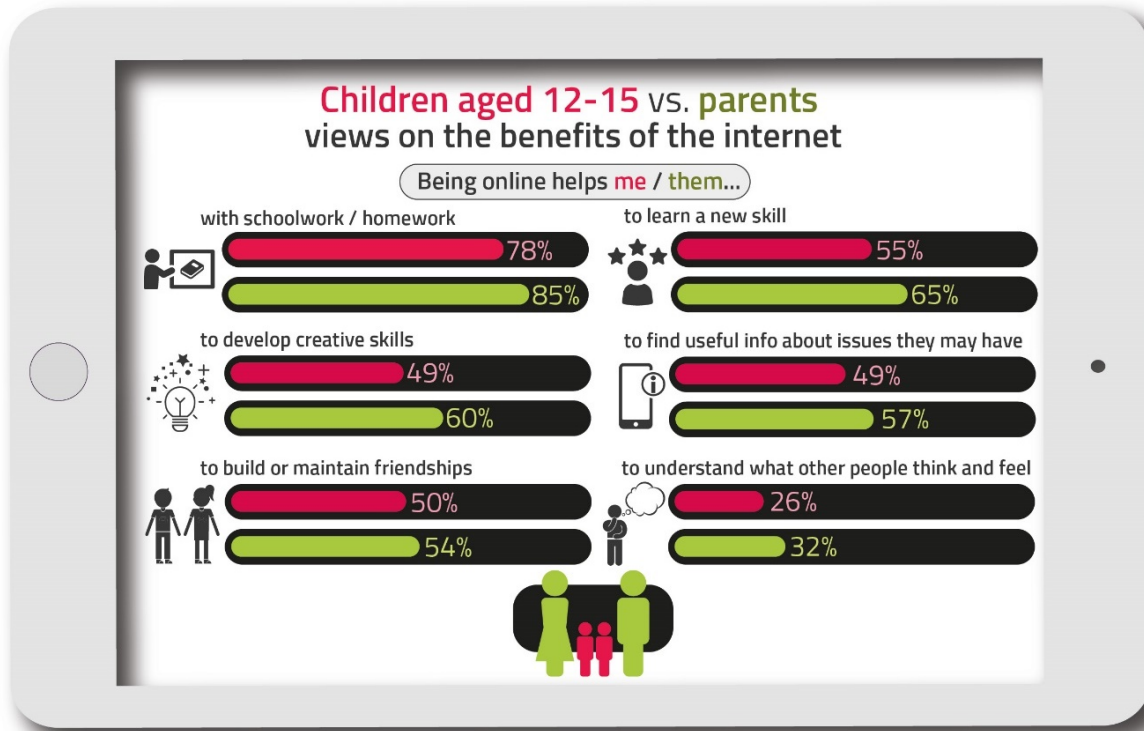 Children aged 12-15 vs. parents
views on the benefits of the internet
Being online helps me / them...
with schoolwork / homework
78%
85%
to learn a new skill
55%
65%
to develop creative skills
49%
60%
to find useful info about issues they may have
49%
57%
to build or maintain friendships
50%
54%
to understand what other people think and feel
26%
32%